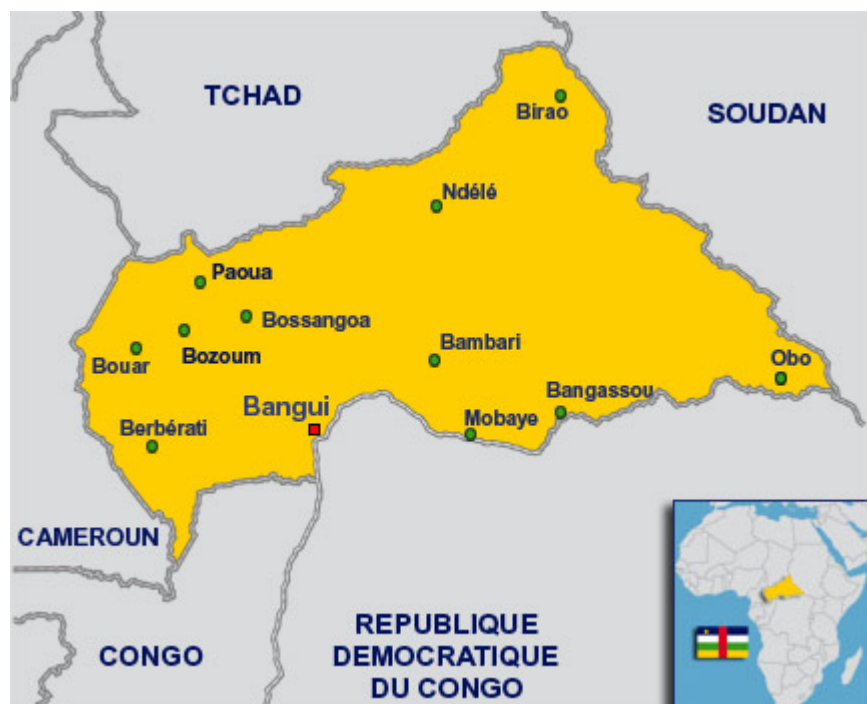 TCHAD
SOUDAN
Birao
Ndélé
Paoua
Bossangoa
Bozoum
Bouar
Bambari
Obo
Bangassou
Bangui
Mobaye
Berbérati
CAMEROUN
CONGO
REPUBLIQUE
DEMOCRATIQUE
DU CONGO